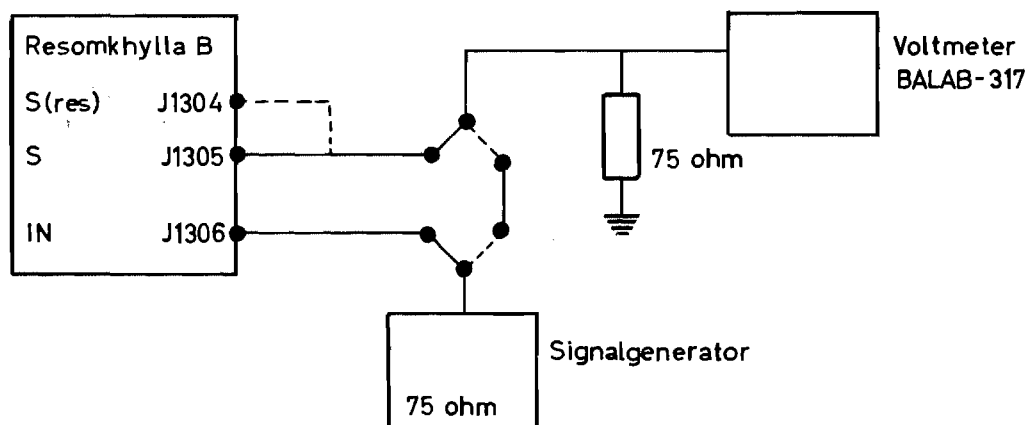 Resomkhylla B
S(res) J1304
S J1305
IN J1306
Voltmeter
BALAB-317
75 ohm
Signalgenerator
75 ohm